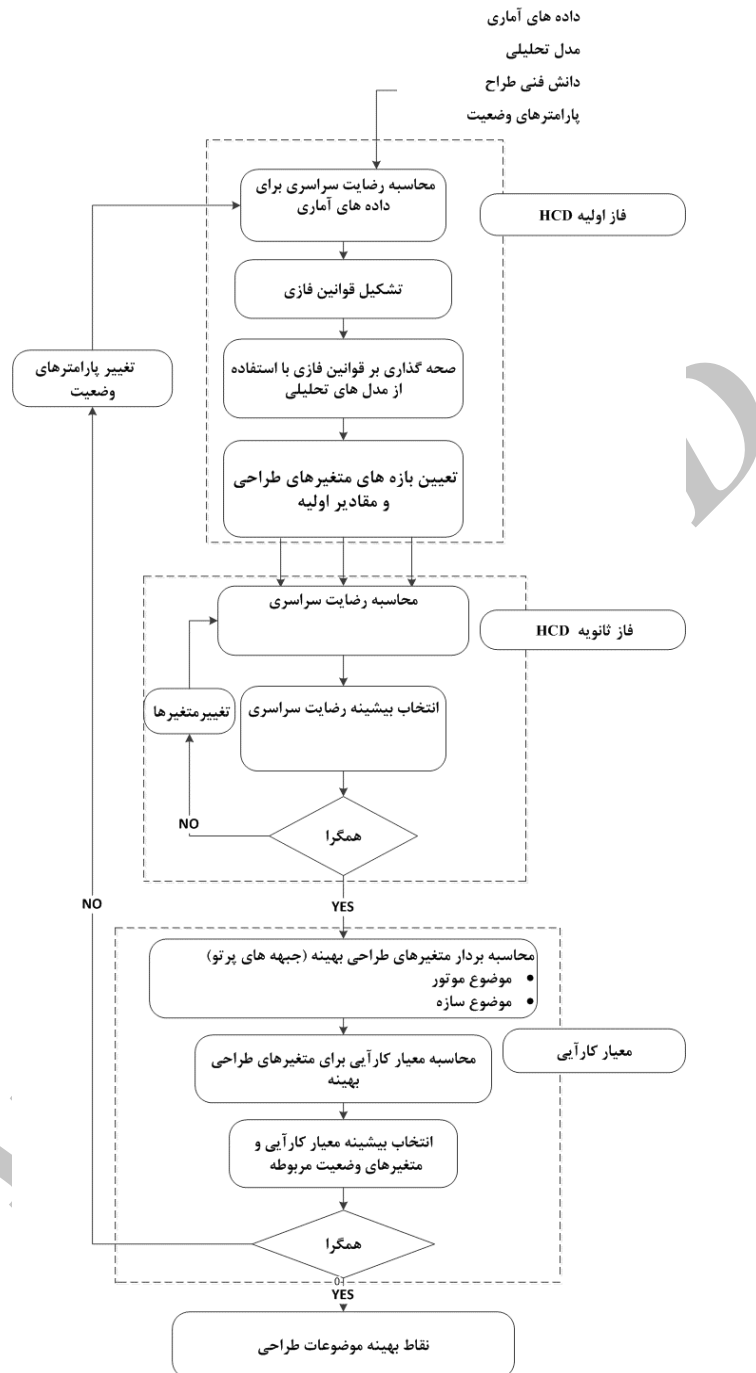 داده های آماری
مدل تحلیلی
دانش فنی طراح
پارامترهای وضعیت
محاسبه رضایت سراسری برای
داده های آماری
فاز اولیه HCD
تشکیل قوانین فازی
صحه گذاری بر قوانین فازی با استفاده
از مدل های تحلیلی
تغییر پارامترهای
وضعیت
تعیین بازه های متغیرهای طراحی
و مقادیر اولیه
محاسبه رضایت سراسری
فاز ثانویه HCD
انتخاب بیشینه رضایت سراسری
تغییرمتغیرها
همگرا
NO
YES
NO
محاسبه بردار متغیرهای طراحی بهینه (جبهه های پرتو)
• موضوع موتور
• موضوع سازه
معیار کارآیی
محاسبه معیار کارآیی برای متغیرهای طراحی
بهینه
انتخاب بیشینه معیار کارآیی و
متغیرهای وضعیت مربوطه
همگرا
0
YES
نقاط بهینه موضوعات طراحی
D